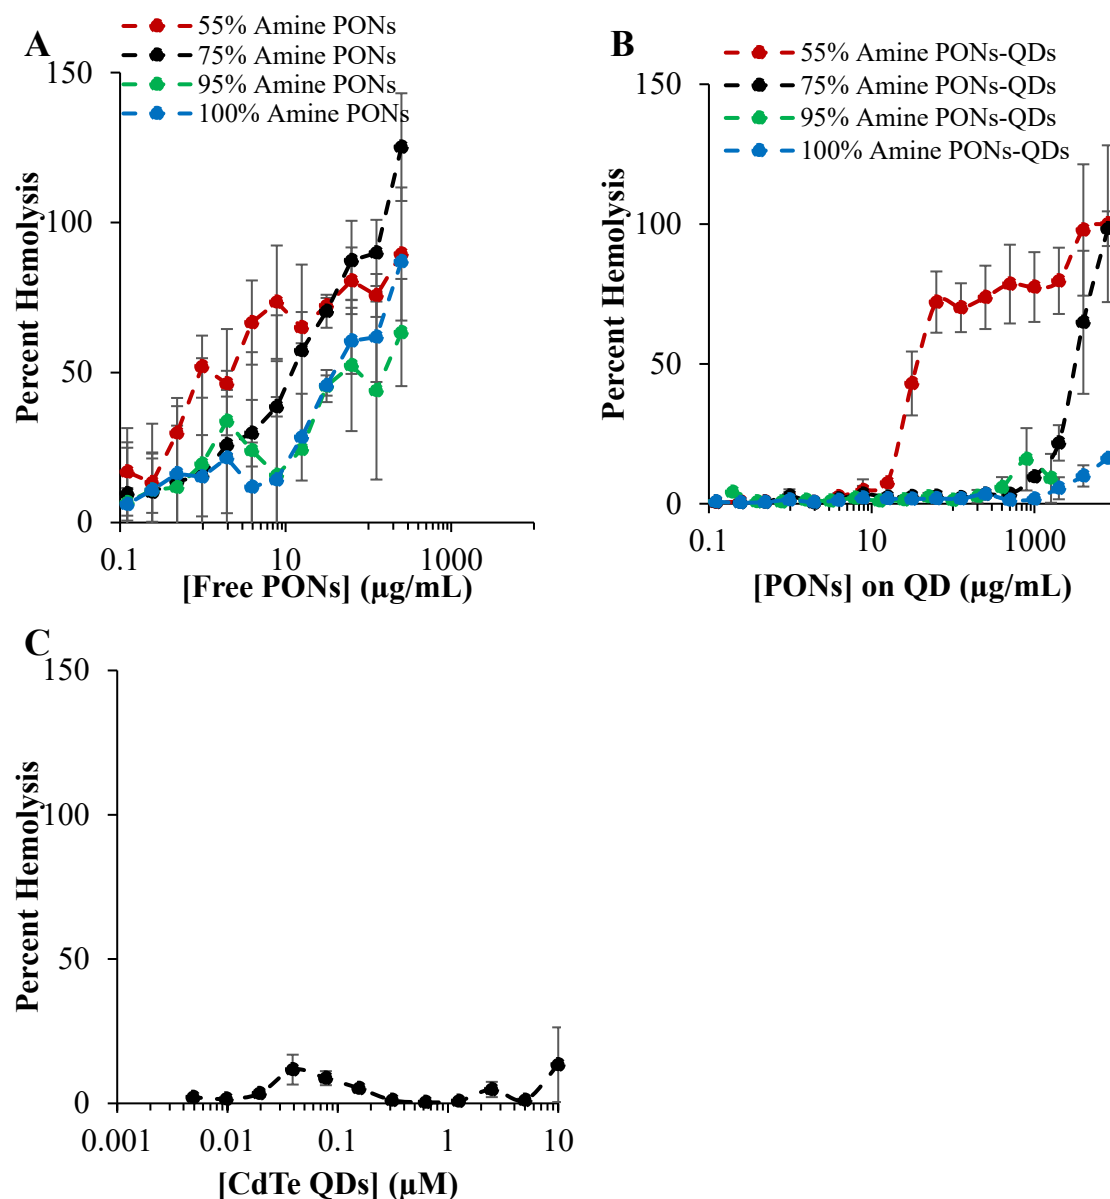 A
55% Amine PONs
75% Amine PONs
95% Amine PONs
100% Amine PONs
150
100
50
0
Percent Hemolysis
0.1
10
1000
[Free PONs] (µg/mL)
B
55% Amine PONs-QDs
75% Amine PONs-QDs
95% Amine PONs-QDs
100% Amine PONs-QDs
150
100
50
0
Percent Hemolysis
0.1
10
1000
[PONs] on QD (µg/mL)
C
150
100
50
0
Percent Hemolysis
0.001
0.1
1
10
[CdTe QDs] (µM)